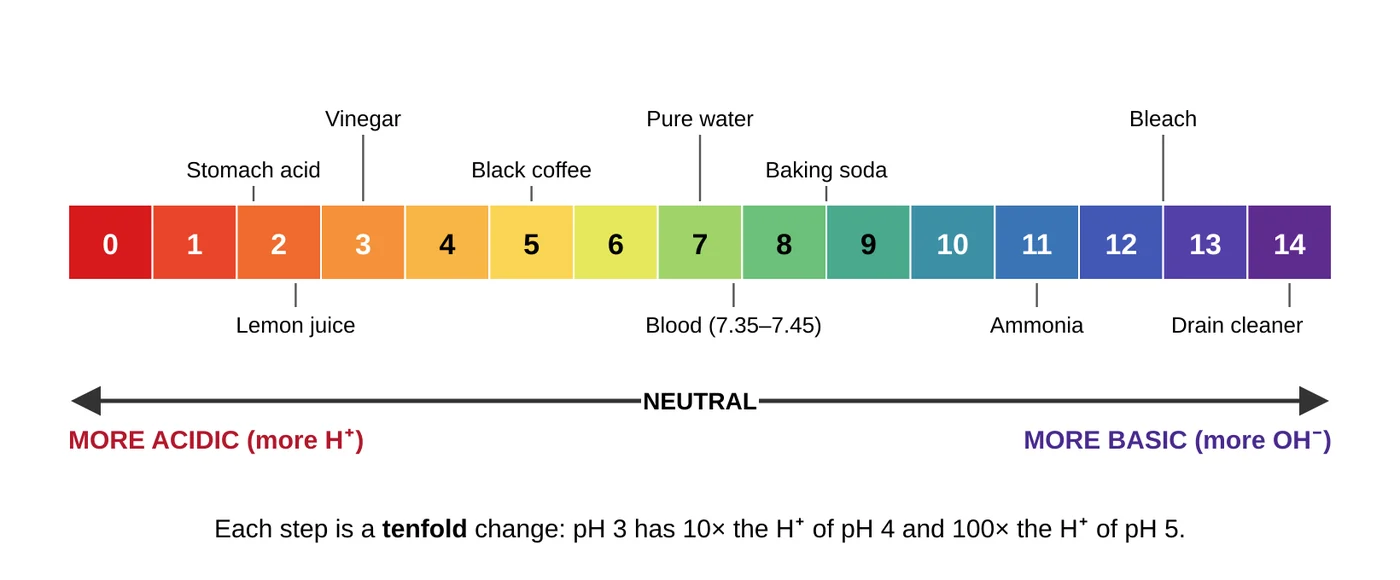 Vinegar Pure water Bleach
Stomach acid Black coffee Baking soda
0 1 2 3 4 5 6 7 8 9 10 11 12 13 14
Lemon juice Blood (7.35–7.45) Ammonia Drain cleaner
NEUTRAL
MORE ACIDIC (more H⁺) MORE BASIC (more OH⁻)
Each step is a tenfold change: pH 3 has 10× the H⁺ of pH 4 and 100× the H⁺ of pH 5.